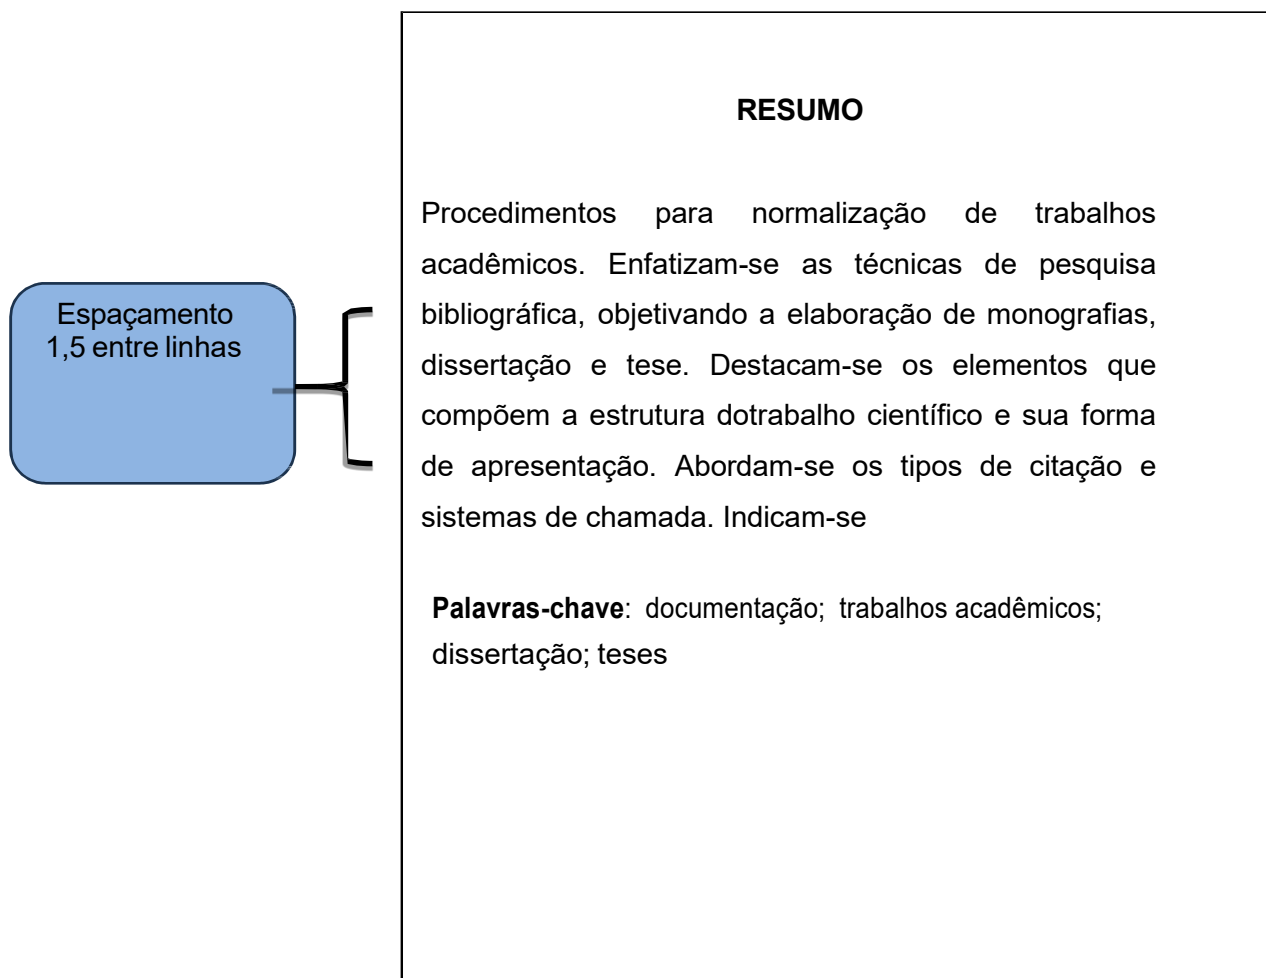 RESUMO
Procedimentos para normalização de trabalhos
acadêmicos. Enfatizam-se as técnicas de pesquisa
bibliográfica, objetivando a elaboração de monografias,
dissertação e tese. Destacam-se os elementos que
compõem a estrutura dotrabalho científico e sua forma
de apresentação. Abordam-se os tipos de citação e
sistemas de chamada. Indicam-se
Palavras-chave: documentação; trabalhos acadêmicos;
dissertação; teses
Espaçamento
1,5 entre linhas